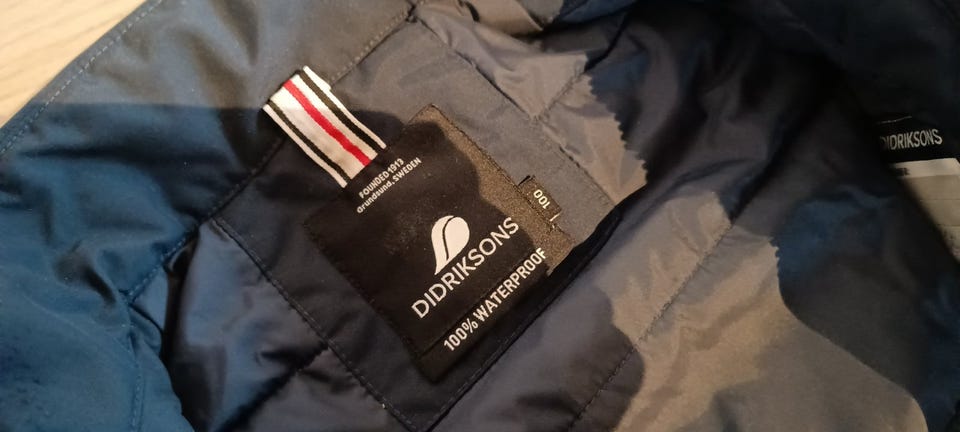 FOUNDED 1913
Grundsund, SWEDEN
DIDRIKSONS
100% WATERPROOF
100
DIDRIKSONS